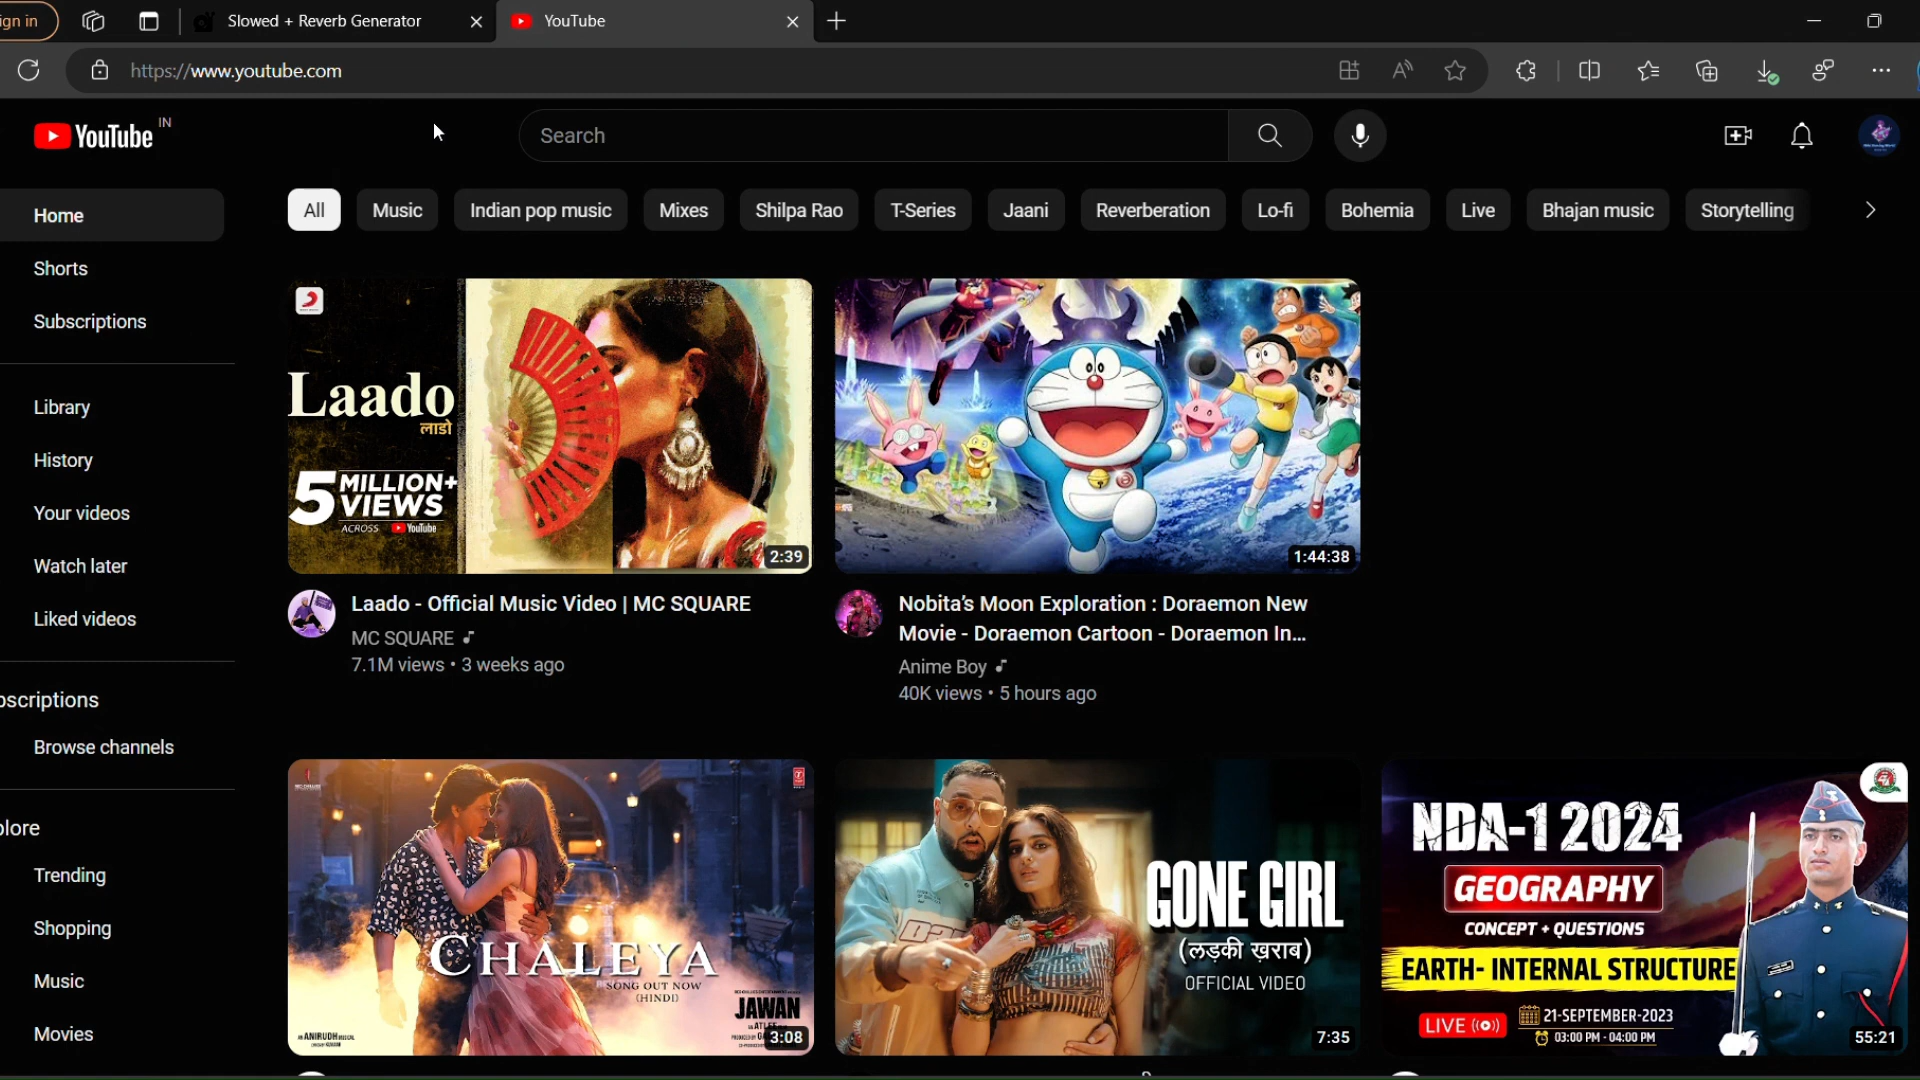 ign in
Slowed + Reverb Generator
YouTube
https://www.youtube.com
YouTube IN
Search
Home
Shorts
Subscriptions
Library
History
Your videos
Watch later
Liked videos
oscriptions
Browse channels
olore
Trending
Shopping
Music
Movies
All
Music
Indian pop music
Mixes
Shilpa Rao
T-Series
Jaani
Reverberation
Lo-fi
Bohemia
Live
Bhajan music
Storytelling
Laado
लाडो
5 MILLION+
VIEWS
ACROSS YouTube
2:39
Laado - Official Music Video | MC SQUARE
MC SQUARE
7.1M views • 3 weeks ago
1:44:38
Nobita's Moon Exploration : Doraemon New
Movie - Doraemon Cartoon - Doraemon In...
Anime Boy
40K views • 5 hours ago
CHALEYA
SONG OUT NOW
(HINDI)
JAWAN
3:08
GONE GIRL
(लड़की ख़राब)
OFFICIAL VIDEO
7:35
NDA-1 2024
GEOGRAPHY
CONCEPT + QUESTIONS
EARTH- INTERNAL STRUCTURE
LIVE
21-SEPTEMBER-2023
03:00 PM - 04:00 PM
55:21